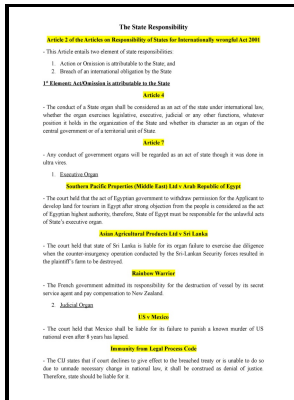 The State Responsibility
Article 2 of the Articles on Responsibility of States for Internationally wrongful Act 2001
- This Article entails two element of state responsibilities
1. Action or Omission is attributable to the State; and
2. Breach of an international obligation by the State
1st Element: Act/Omission is attributable to the State
Article 4
- The conduct of a State organ shall be considered as an act of the state under international law,
whether the organ exercises legislative, executive, judicial or any other functions, whatever
position it holds in the organization of the State and whether its character as an organ of the
central government or of a territorial unit of State.
Article 7
- Any conduct of government organs will be regarded as an act of state though it was done in
ultra vires.
1. Executive Organ
Southern Pacific Properties (Middle East) Ltd v Arab Republic of Egypt
- The court held that the act of Egyptian government to withdraw permission for the Applicant to
develop land for tourism in Egypt after strong objection from the people is considered as the act
of Egyptian highest authority, therefore, State of Egypt must be responsible for the unlawful acts
of State's executive organ.
Asian Agricultural Products Ltd v Sri Lanka
- The court held that state of Sri Lanka is liable for its organ failure to exercise due diligence
when the counter-insurgency operation conducted by the Sri-Lankan Security forces resulted in
the plaintiff's farm to be destroyed.
Rainbow Warrior
- The French government admitted its responsibility for the destruction of vessel by its secret
service agent and pay compensation to New Zealand.
2. Judicial Organ
US v Mexico
- The court held that Mexico shall be liable for its failure to punish a known murder of US
national even after 8 years has lapsed.
Immunity from Legal Process Code
- The CIJ states that if court declines to give effect to the breached treaty or is unable to do so
due to unmade necessary change in national law, it shall be construed as denial of justice.
Therefore, state should be liable for it.